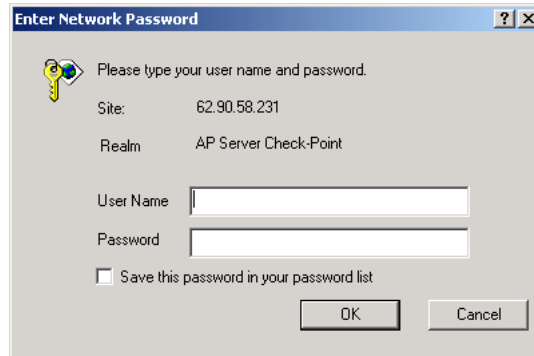 Enter Network Password
Please type your user name and password.
Site: 62.90.58.231
Realm AP Server Check-Point
User Name
Password
Save this password in your password list
OK Cancel